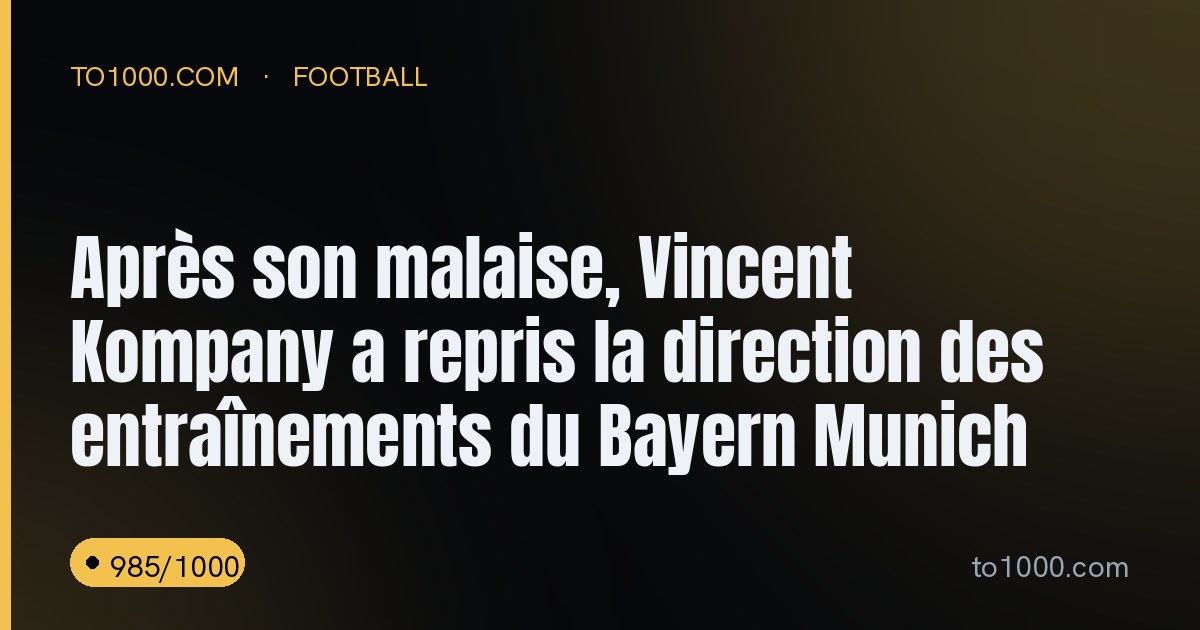 TO1000.COM · FOOTBALL
Après son malaise, Vincent
Kompany a repris la direction des
entraînements du Bayern Munich
985/1000
to1000.com